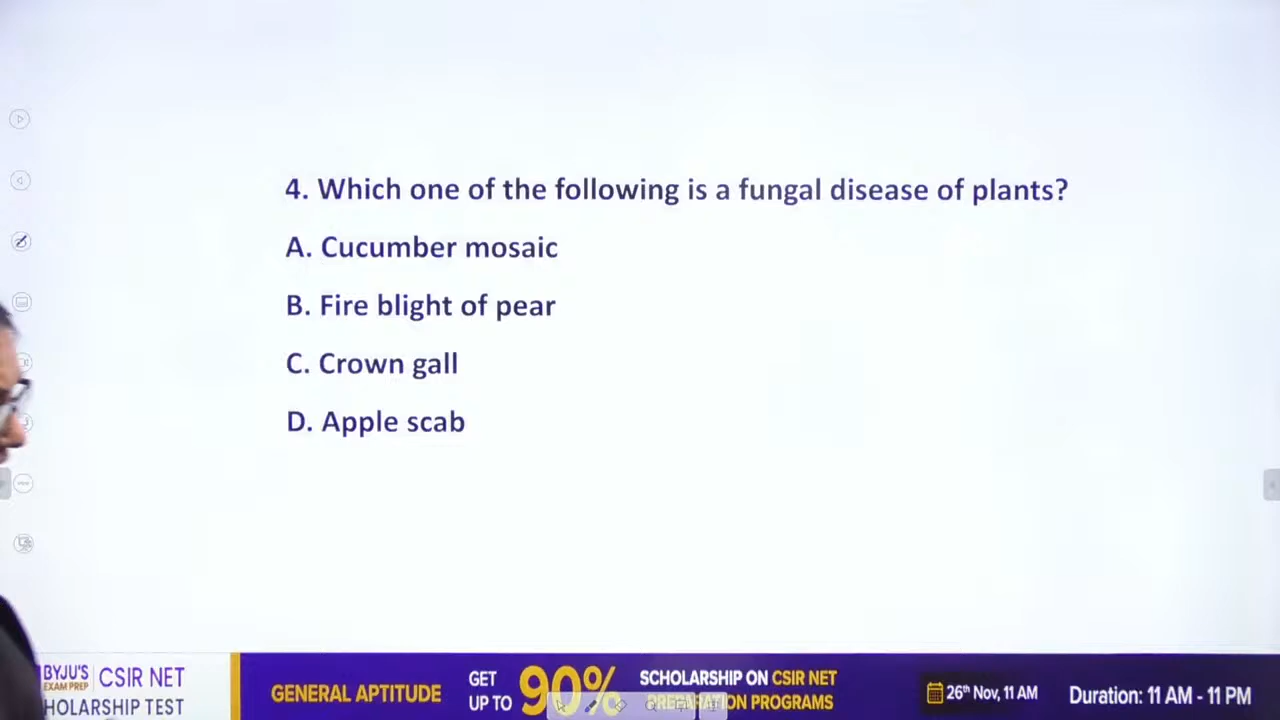 4. Which one of the following is a fungal disease of plants?
A. Cucumber mosaic
B. Fire blight of pear
C. Crown gall
D. Apple scab
BYJU'S
EXAM PREP
CSIR NET
HOLARSHIP TEST
GENERAL APTITUDE
GET
UP TO
90%
SCHOLARSHIP ON CSIR NET
PREPARATION PROGRAMS
26th Nov, 11 AM
Duration: 11 AM - 11 PM